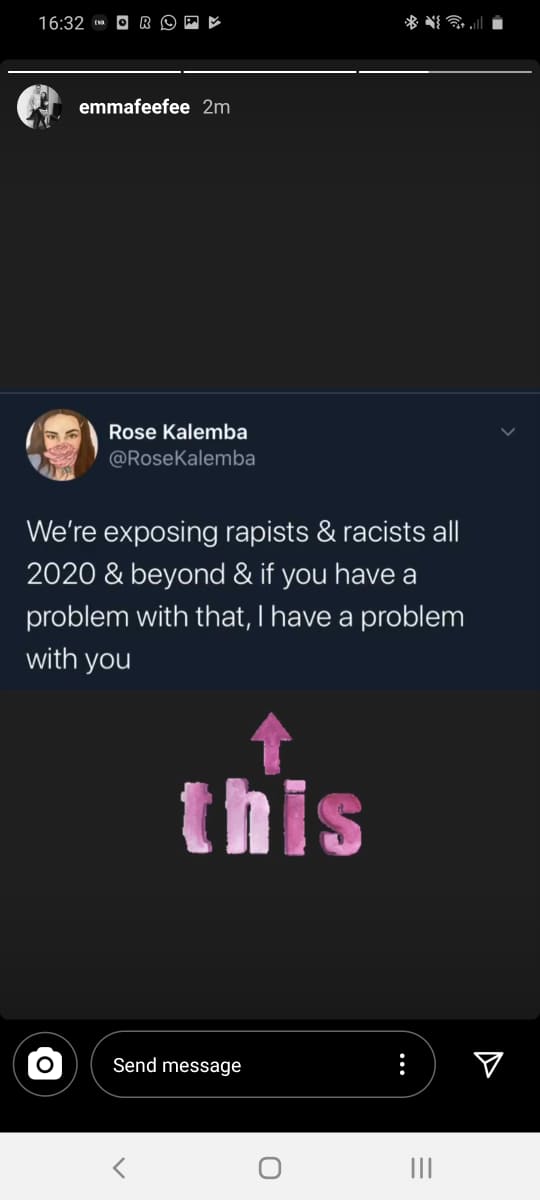 16:32
emmafeefee 2m
Rose Kalemba
@RoseKalemba
We're exposing rapists & racists all
2020 & beyond & if you have a
problem with that, I have a problem
with you
this
Send message